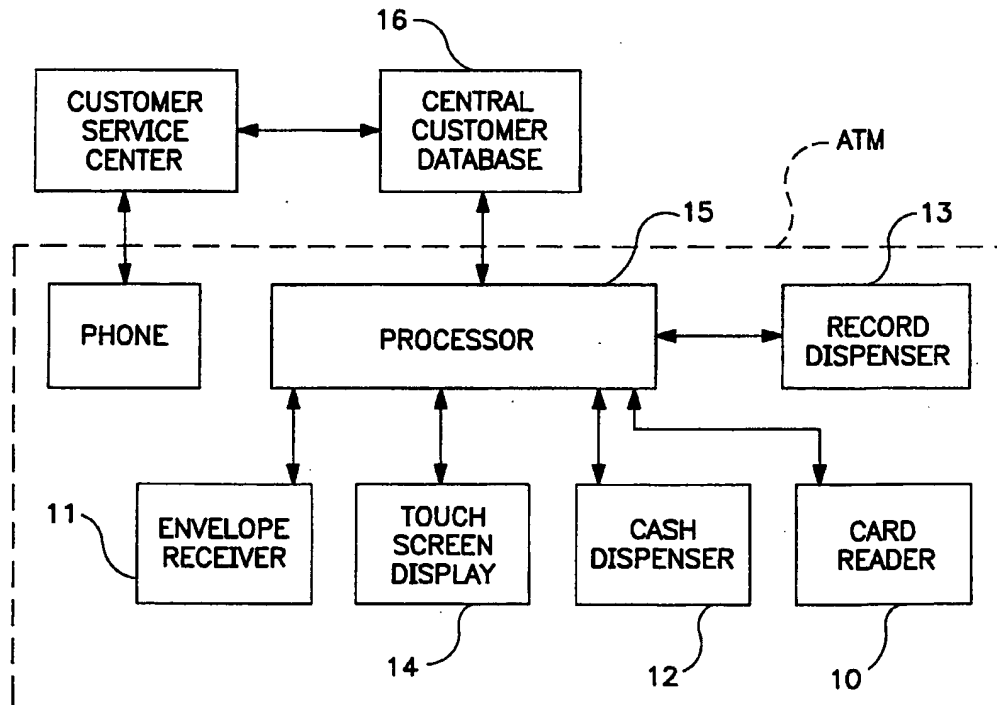 16
CUSTOMER
SERVICE
CENTER
CENTRAL
CUSTOMER
DATABASE
ATM
15
13
PHONE
PROCESSOR
RECORD
DISPENSER
11
ENVELOPE
RECEIVER
TOUCH
SCREEN
DISPLAY
CASH
DISPENSER
CARD
READER
14
12
10